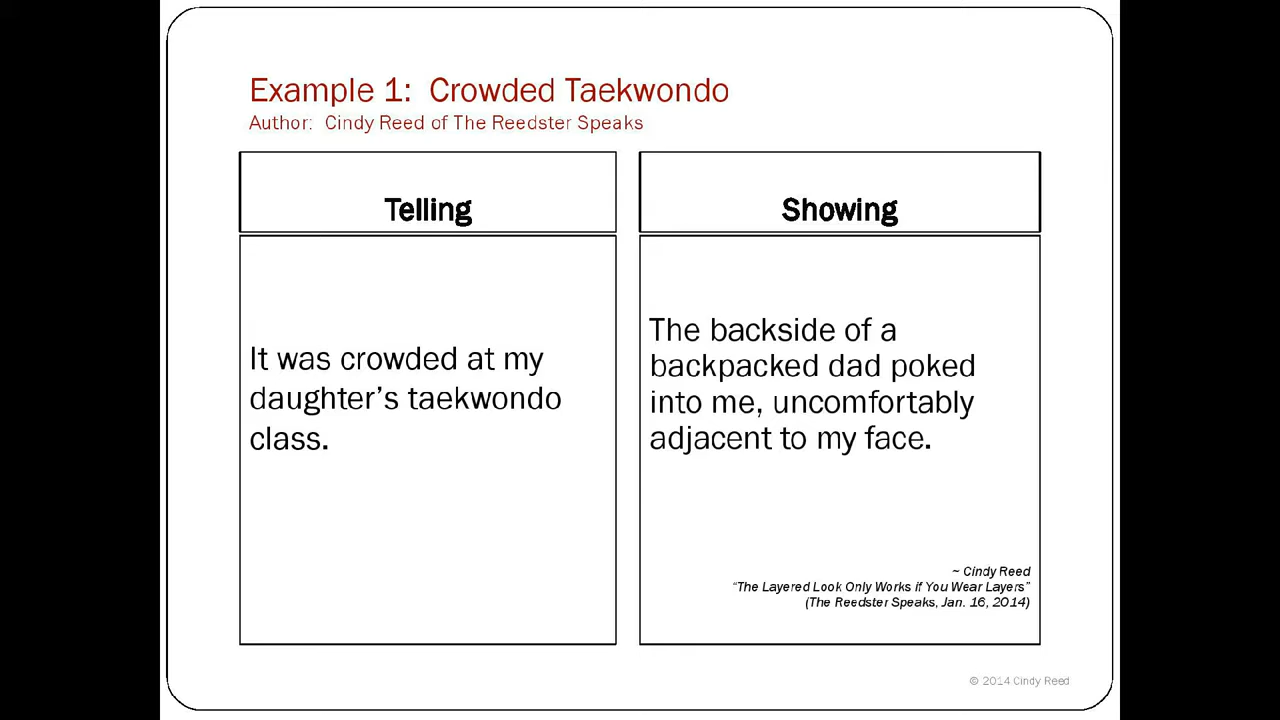 Example 1:  Crowded Taekwondo
Author:  Cindy Reed of The Reedster Speaks
Telling
Showing
It was crowded at my
daughter’s taekwondo
class.
The backside of a
backpacked dad poked
into me, uncomfortably
adjacent to my face.
~ Cindy Reed
“The Layered Look Only Works if You Wear Layers”
(The Reedster Speaks, Jan. 16, 2014)
© 2014 Cindy Reed